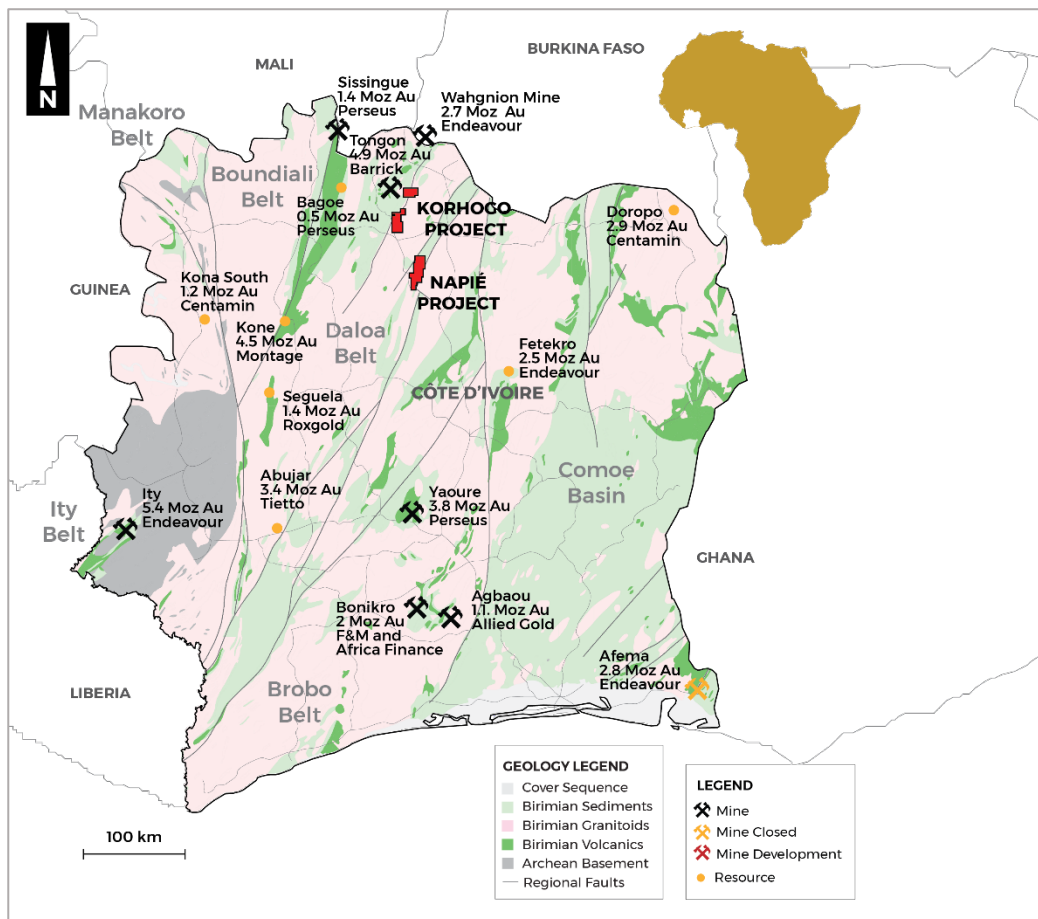 BURKINA FASO
MALI
N
Sissingue
1.4 Moz Au
Perseus
Wahgnion Mine
2.7 Moz Au
Endeavour
Manakoro
Belt
Tongon
4.9 Moz Au
Barrick
Boundiali
Belt
Bagoe
0.5 Moz Au
Perseus
KORHOGO
PROJECT
Doropo
2.9 Moz Au
Centamin
NAPIÉ
PROJECT
Kona South
1.2 Moz Au
Centamin
GUINEA
Kone
4.5 Moz Au
Montage
Daloa
Belt
Fetekro
2.5 Moz Au
Endeavour
CÔTE D'IVOIRE
Seguela
1.4 Moz Au
Roxgold
Comoe
Basin
Abujar
3.4 Moz Au
Tietto
Yaoure
3.8 Moz Au
Perseus
Ity
Belt
Ity
5.4 Moz Au
Endeavour
GHANA
Bonikro
2 Moz Au
F&M and
Africa Finance
Agbaou
1.1. Moz Au
Allied Gold
Afema
2.8 Moz Au
Endeavour
LIBERIA
Brobo
Belt
100 km
GEOLOGY LEGEND
Cover Sequence
Birimian Sediments
Birimian Granitoids
Birimian Volcanics
Archean Basement
Regional Faults
LEGEND
Mine
Mine Closed
Mine Development
Resource